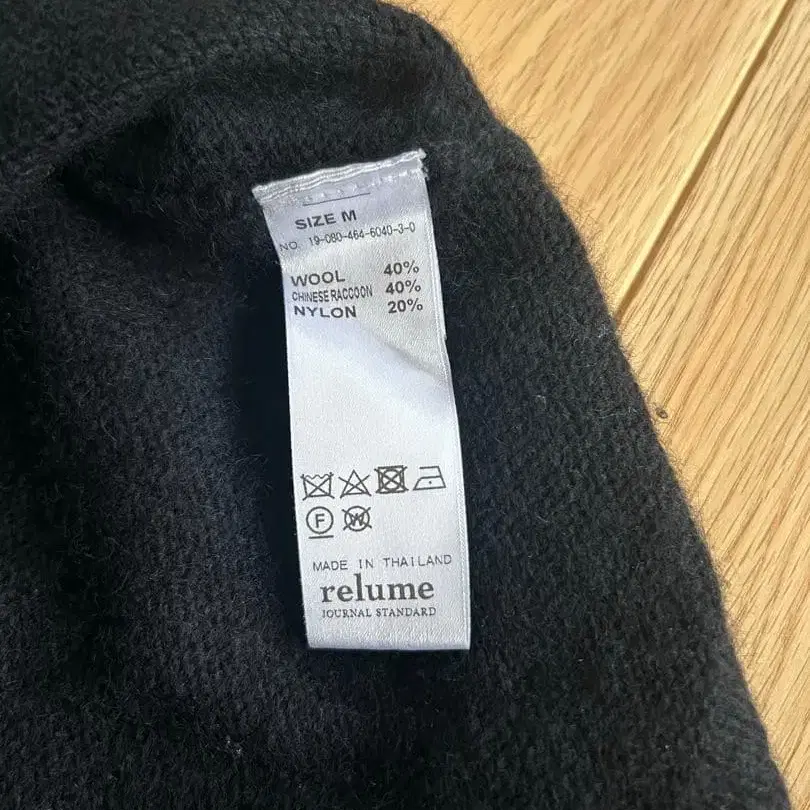 SIZE M
NO. 19-080-464-6040-3-0
WOOL 40%
CHINESE RACCOON 40%
NYLON 20%
F
W
MADE IN THAILAND
relume
JOURNAL STANDARD